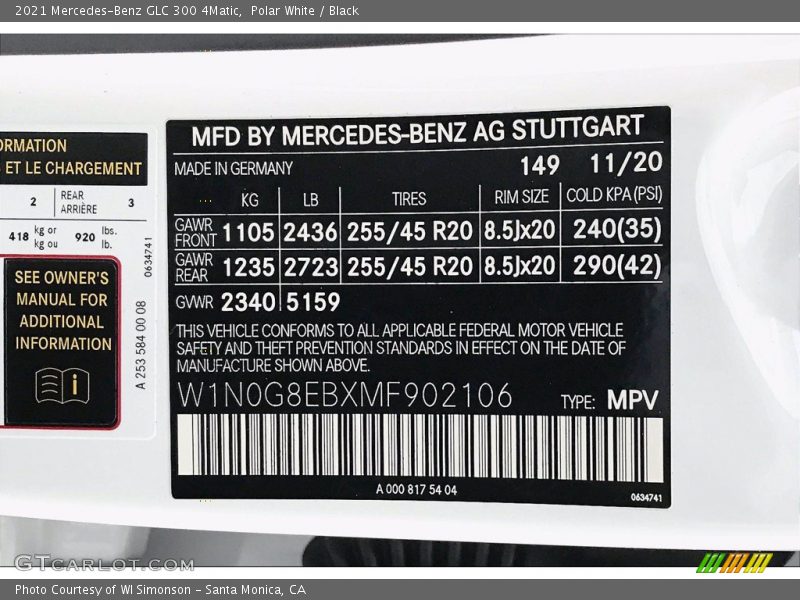 2021 Mercedes-Benz GLC 300 4Matic,  Polar White / Black
ORMATION
ET LE CHARGEMENT
2 REAR ARRIÈRE 3
418 kg or kg ou 920 lbs. lb.
0634741
SEE OWNER'S
MANUAL FOR
ADDITIONAL
INFORMATION
i
A 253 584 00 08
MFD BY MERCEDES-BENZ AG STUTTGART
MADE IN GERMANY 149 11/20
KG LB TIRES RIM SIZE COLD KPA (PSI)
GAWR FRONT 1105 2436 255/45 R20 8.5Jx20 240(35)
GAWR REAR 1235 2723 255/45 R20 8.5Jx20 290(42)
GVWR 2340 5159
THIS VEHICLE CONFORMS TO ALL APPLICABLE FEDERAL MOTOR VEHICLE
SAFETY AND THEFT PREVENTION STANDARDS IN EFFECT ON THE DATE OF
MANUFACTURE SHOWN ABOVE.
W1N0G8EBXMF902106 TYPE: MPV
A 000 817 54 04
0634741
GTcarlot.com
Photo Courtesy of WI Simonson - Santa Monica, CA